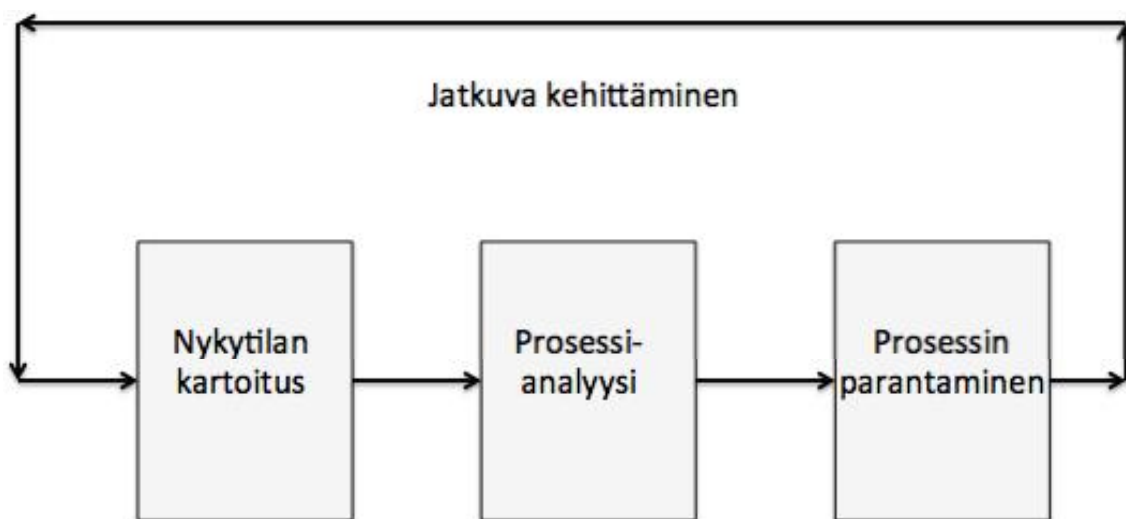 Jatkuva kehittäminen
Nykytilan
kartoitus
Prosessi-
analyysi
Prosessin
parantaminen